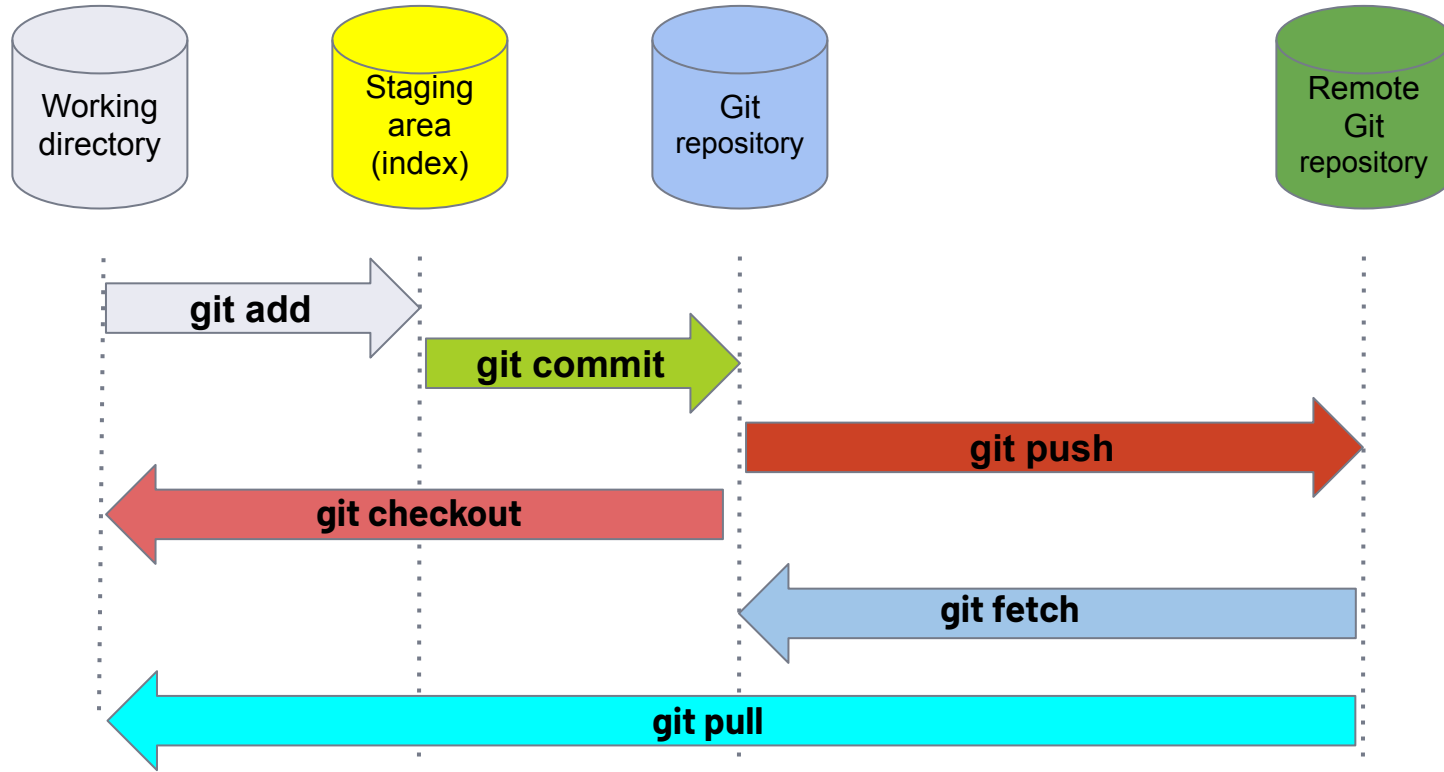 Working
directory
Staging
area
(index)
Git
repository
Remote
Git
repository
git add
git commit
git push
git checkout
git fetch
git pull